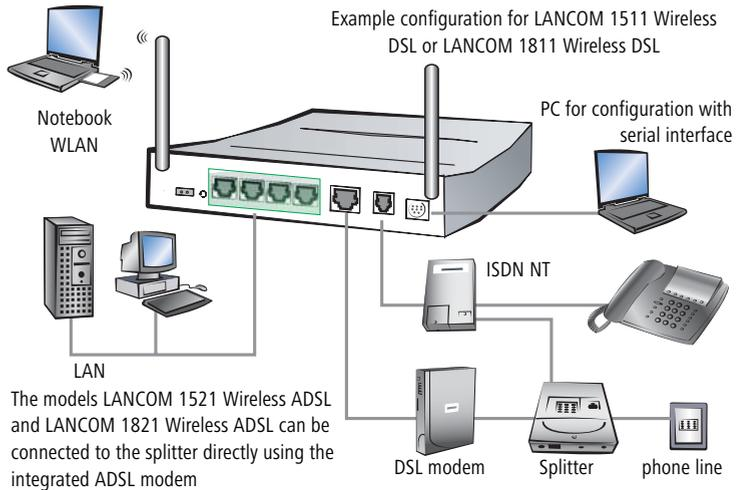 Example configuration for LANCOM 1511 Wireless
DSL or LANCOM 1811 Wireless DSL
Notebook
WLAN
PC for configuration with
serial interface
ISDN NT
LAN
The models LANCOM 1521 Wireless ADSL
and LANCOM 1821 Wireless ADSL can be
connected to the splitter directly using the
integrated ADSL modem
DSL modem
Splitter
phone line